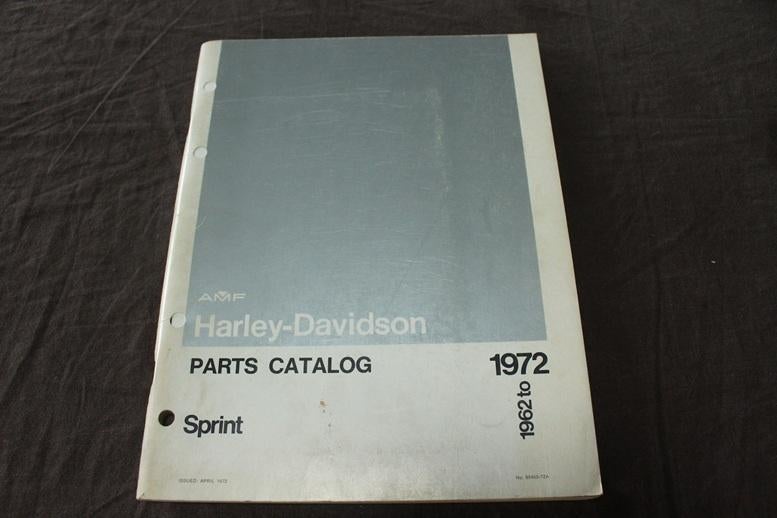 AMF
Harley-Davidson
PARTS CATALOG
1962 to 1972
Sprint
ISSUED: APRIL 1972